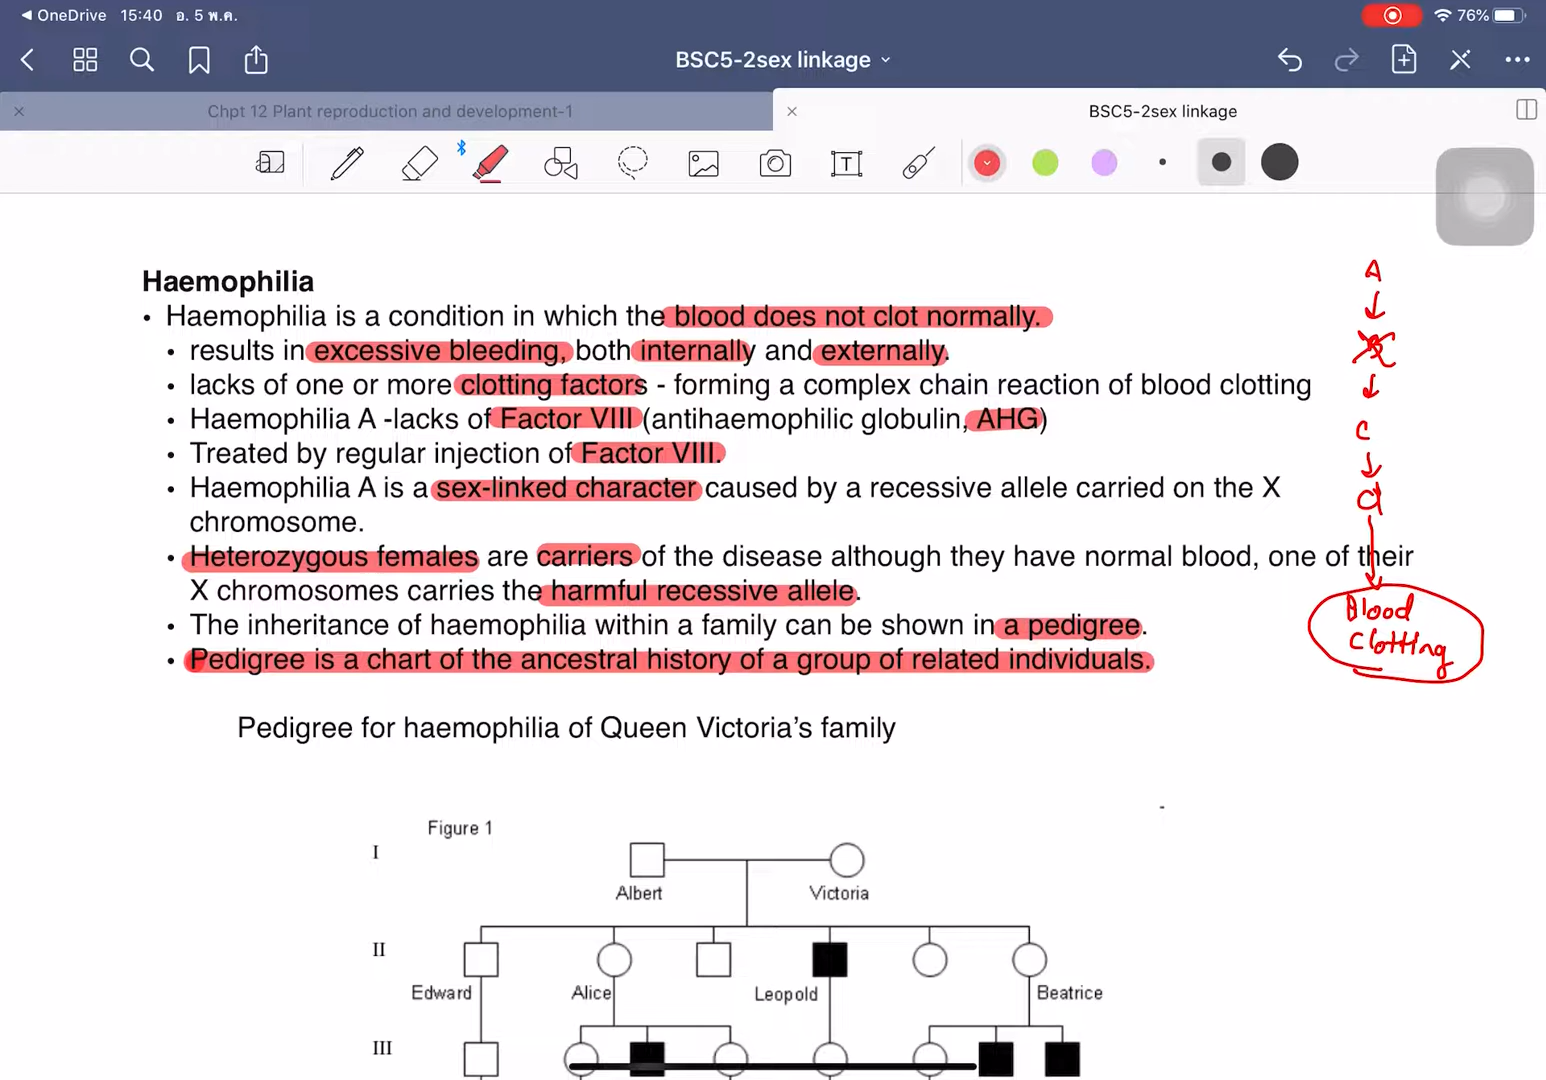 OneDrive 15:40 อ. 5 พ.ค. 76%
BSC5-2sex linkage
Chpt 12 Plant reproduction and development-1
BSC5-2sex linkage
T
Haemophilia
• Haemophilia is a condition in which the blood does not clot normally.
• results in excessive bleeding, both internally and externally.
• lacks of one or more clotting factors - forming a complex chain reaction of blood clotting
• Haemophilia A -lacks of Factor VIII (antihaemophilic globulin, AHG)
• Treated by regular injection of Factor VIII.
• Haemophilia A is a sex-linked character caused by a recessive allele carried on the X
chromosome.
• Heterozygous females are carriers of the disease although they have normal blood, one of their
X chromosomes carries the harmful recessive allele.
• The inheritance of haemophilia within a family can be shown in a pedigree.
• Pedigree is a chart of the ancestral history of a group of related individuals.
A
C
d
Blood
Clotting
Pedigree for haemophilia of Queen Victoria's family
Figure 1
I
Albert Victoria
II
Edward Alice Leopold Beatrice
III